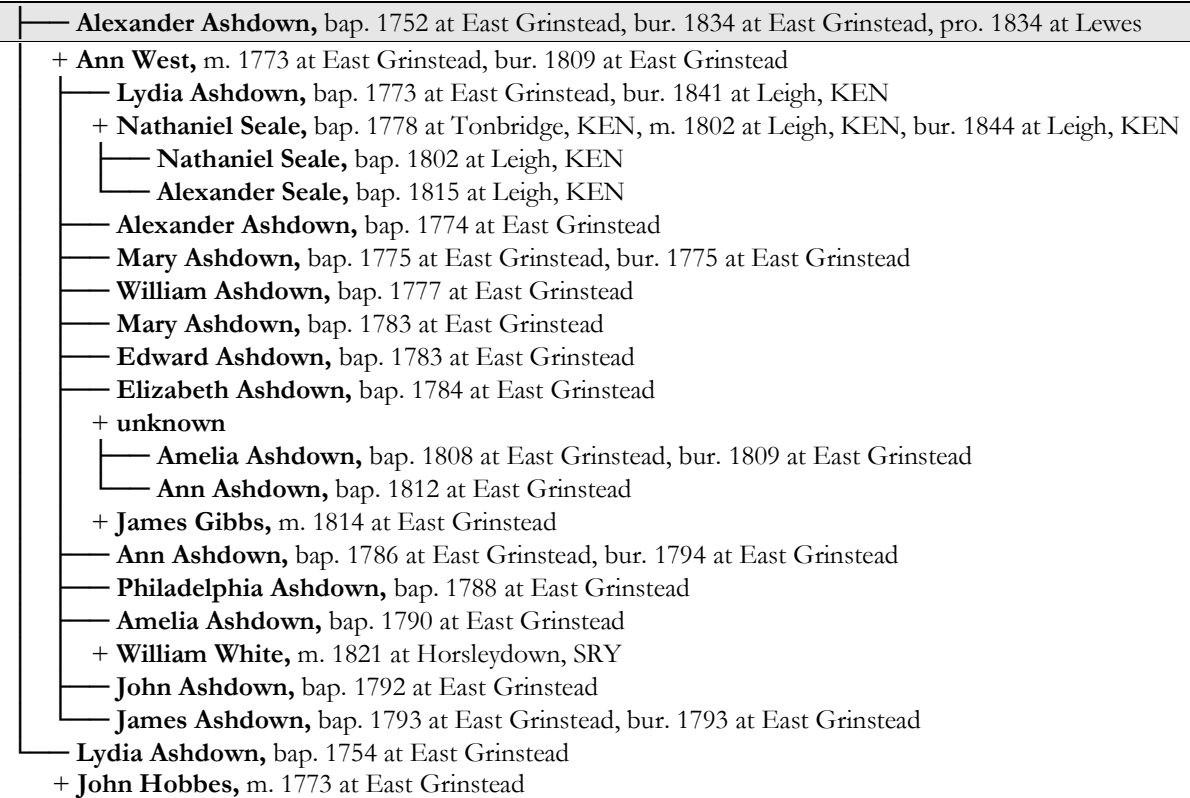 Alexander Ashdown, bap. 1752 at East Grinstead, bur. 1834 at East Grinstead, pro. 1834 at Lewes
+ Ann West, m. 1773 at East Grinstead, bur. 1809 at East Grinstead
Lydia Ashdown, bap. 1773 at East Grinstead, bur. 1841 at Leigh, KEN
+ Nathaniel Seale, bap. 1778 at Tonbridge, KEN, m. 1802 at Leigh, KEN, bur. 1844 at Leigh, KEN
Nathaniel Seale, bap. 1802 at Leigh, KEN
Alexander Seale, bap. 1815 at Leigh, KEN
Alexander Ashdown, bap. 1774 at East Grinstead
Mary Ashdown, bap. 1775 at East Grinstead, bur. 1775 at East Grinstead
William Ashdown, bap. 1777 at East Grinstead
Mary Ashdown, bap. 1783 at East Grinstead
Edward Ashdown, bap. 1783 at East Grinstead
Elizabeth Ashdown, bap. 1784 at East Grinstead
+ unknown
Amelia Ashdown, bap. 1808 at East Grinstead, bur. 1809 at East Grinstead
Ann Ashdown, bap. 1812 at East Grinstead
+ James Gibbs, m. 1814 at East Grinstead
Ann Ashdown, bap. 1786 at East Grinstead, bur. 1794 at East Grinstead
Philadelphia Ashdown, bap. 1788 at East Grinstead
Amelia Ashdown, bap. 1790 at East Grinstead
+ William White, m. 1821 at Horsleydown, SRY
John Ashdown, bap. 1792 at East Grinstead
James Ashdown, bap. 1793 at East Grinstead, bur. 1793 at East Grinstead
Lydia Ashdown, bap. 1754 at East Grinstead
+ John Hobbes, m. 1773 at East Grinstead